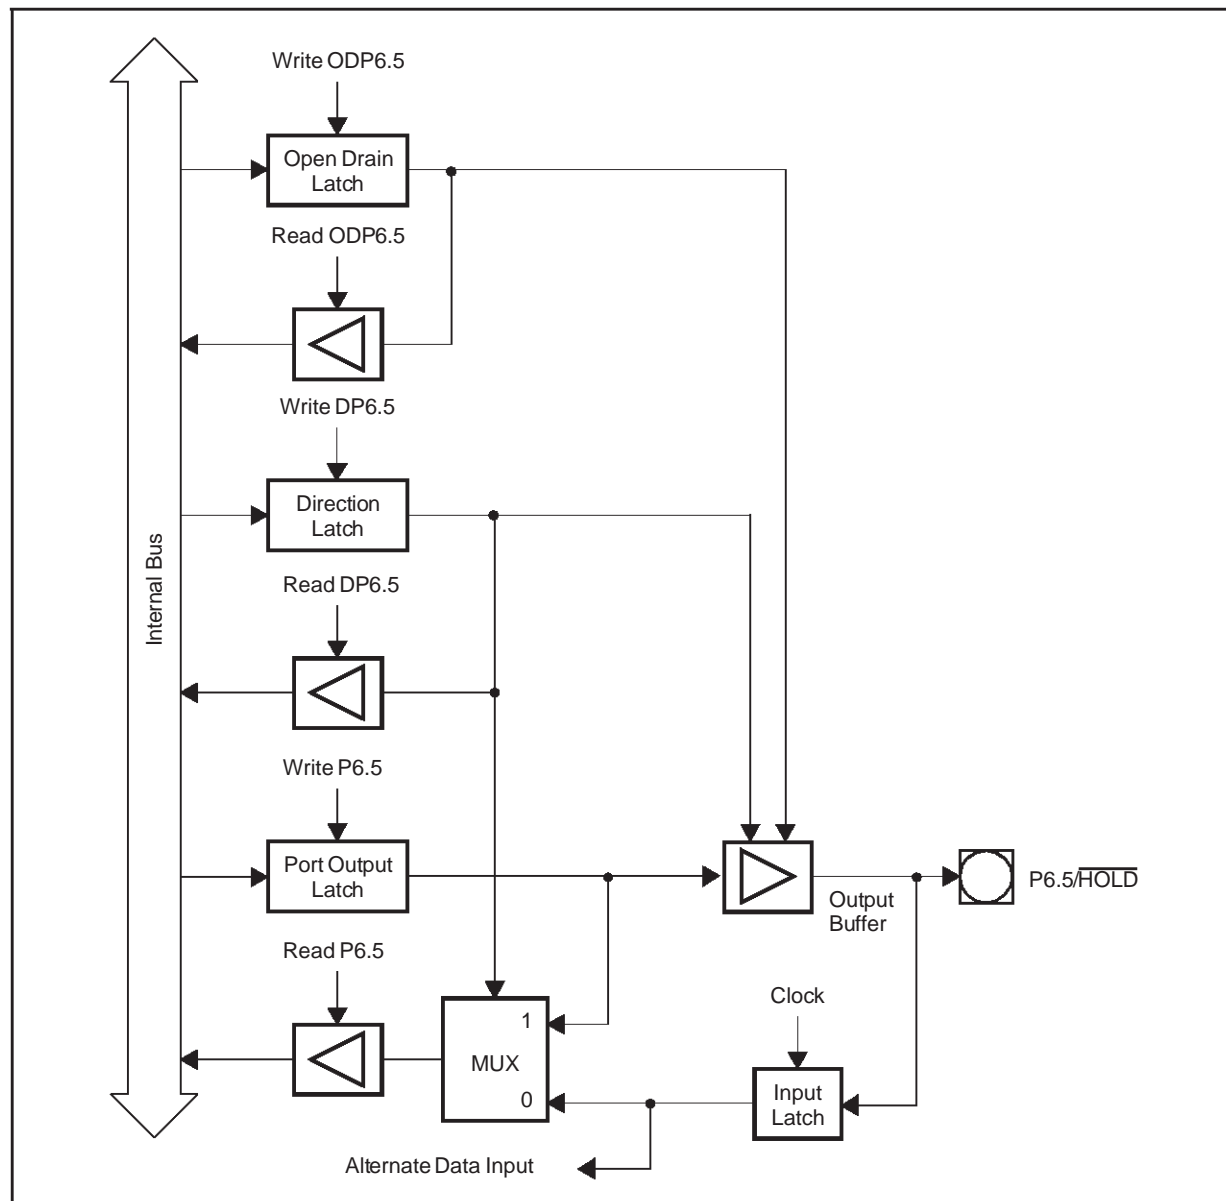 Write ODP6.5
Open Drain
Latch
Read ODP6.5
Write DP6.5
Direction
Latch
Internal Bus
Read DP6.5
Write P6.5
Port Output
Latch
P6.5/HOLD
Output
Buffer
Read P6.5
Clock
1
MUX
0
Input
Latch
Alternate Data Input